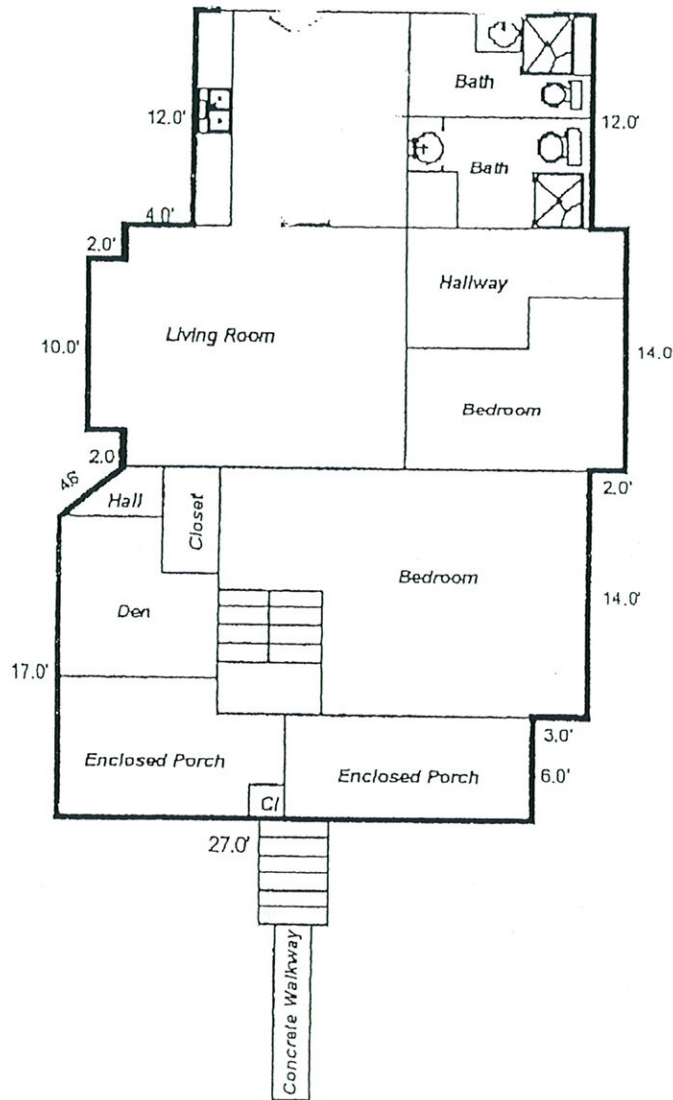 Bath
12.0'
12.0'
Bath
4.0'
2.0'
Hallway
Living Room
10.0'
14.0
Bedroom
2.0
4.6
2.0'
Hall
Closet
Bedroom
14.0'
Den
17.0'
3.0'
Enclosed Porch
Enclosed Porch
6.0'
Cl
27.0'
Concrete Walkway